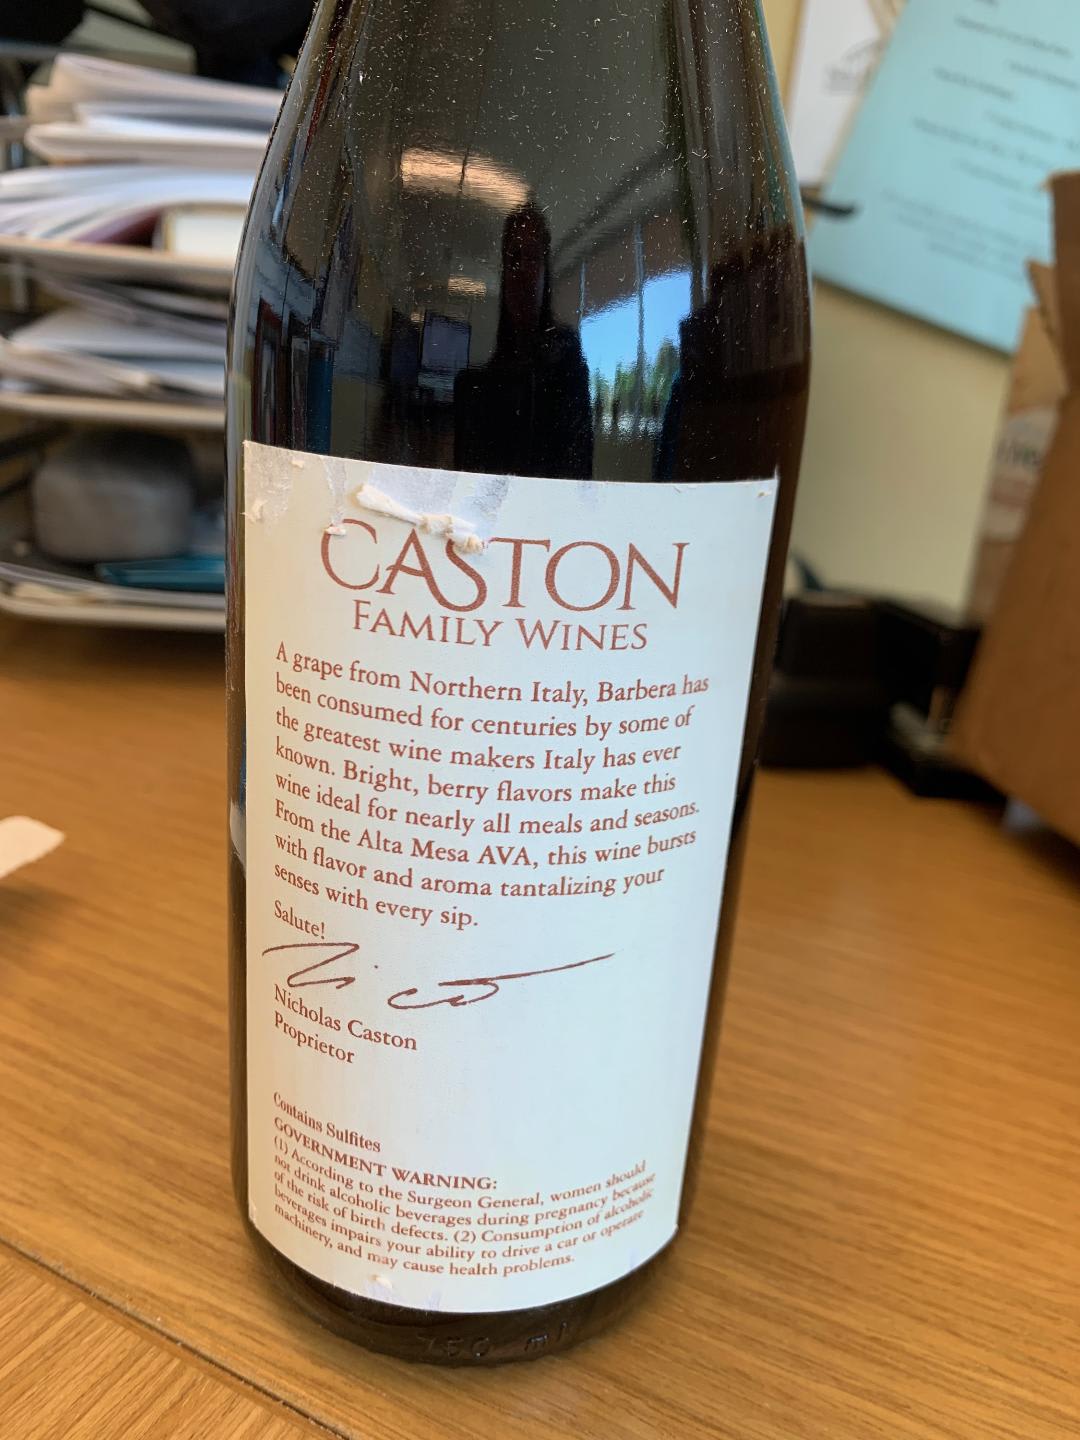 CASTON
FAMILY WINES
A grape from Northern Italy, Barbera has
been consumed for centuries by some of
the greatest wine makers Italy has ever
known. Bright, berry flavors make this
wine ideal for nearly all meals and seasons.
From the Alta Mesa AVA, this wine bursts
with flavor and aroma tantalizing your
senses with every sip.
Salute!
Nicholas Caston
Proprietor
Contains Sulfites
GOVERNMENT WARNING:
(1) According to the Surgeon General, women should
not drink alcoholic beverages during pregnancy because
of the risk of birth defects. (2) Consumption of alcoholic
beverages impairs your ability to drive a car or operate
machinery, and may cause health problems.
750 ml